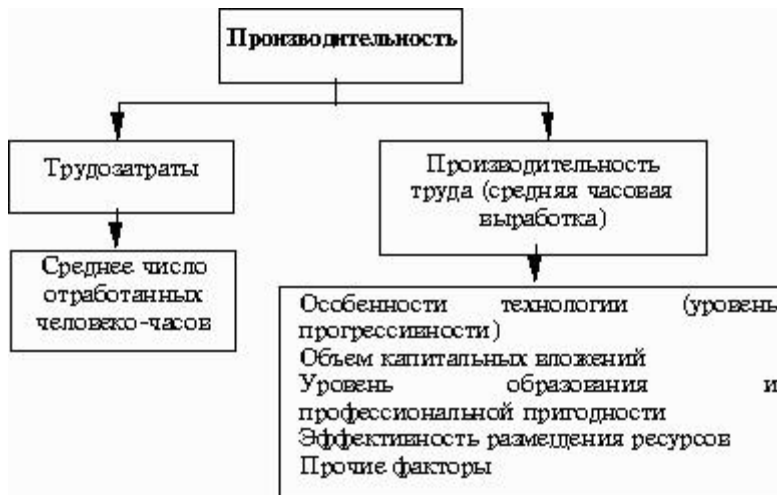 Производительность
Трудозатраты
Среднее число
отработанных
человеко-часов
Производительность
труда (средняя часовая
выработка)
Особенности технологии (уровень
прогрессивности)
Объем капитальных вложений
Уровень образования и
профессиональной пригодности
Эффективность размещения ресурсов
Прочие факторы